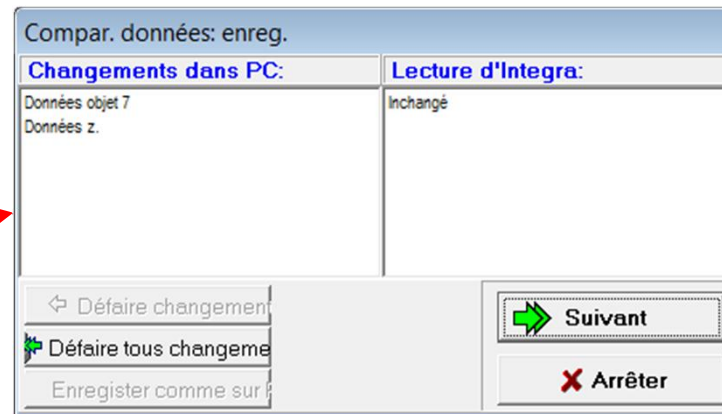 Compar. données: enreg.
Changements dans PC:
Lecture d'Integra:
Données objet 7
Données z.
Inchangé
Défaire changement
Défaire tous changeme
Enregister comme sur
Suivant
Arrêter